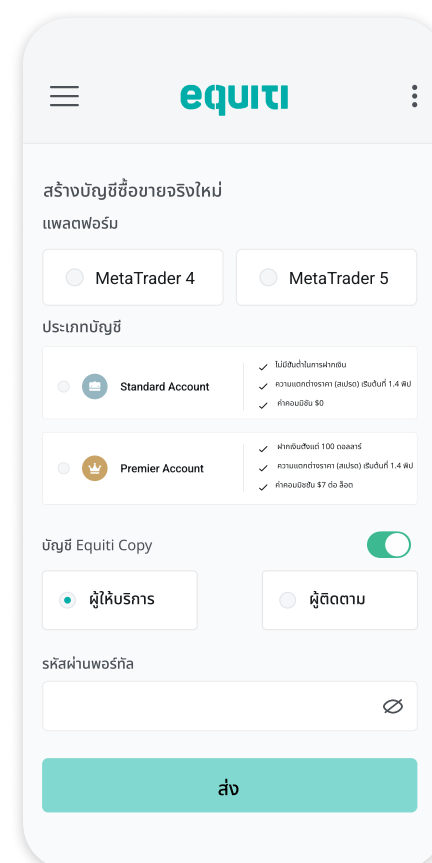 equiti
สร้างบัญชีซื้อขายจริงใหม่
แพลตฟอร์ม
MetaTrader 4
MetaTrader 5
ประเภทบัญชี
Standard Account
ไม่มีขั้นต่ำในการฝากเงิน
ความแตกต่างราคา (สเปรด) เริ่มต้นที่ 1.4 พิป
ค่าคอมมิชัน $0
Premier Account
ฝากเงินตั้งแต่ 100 ดอลลาร์
ความแตกต่างราคา (สเปรด) เริ่มต้นที่ 1.4 พิป
ค่าคอมมิชชัน $7 ต่อ ล็อต
บัญชี Equiti Copy
ผู้ให้บริการ
ผู้ติดตาม
รหัสผ่านพอร์ทัล
ส่ง